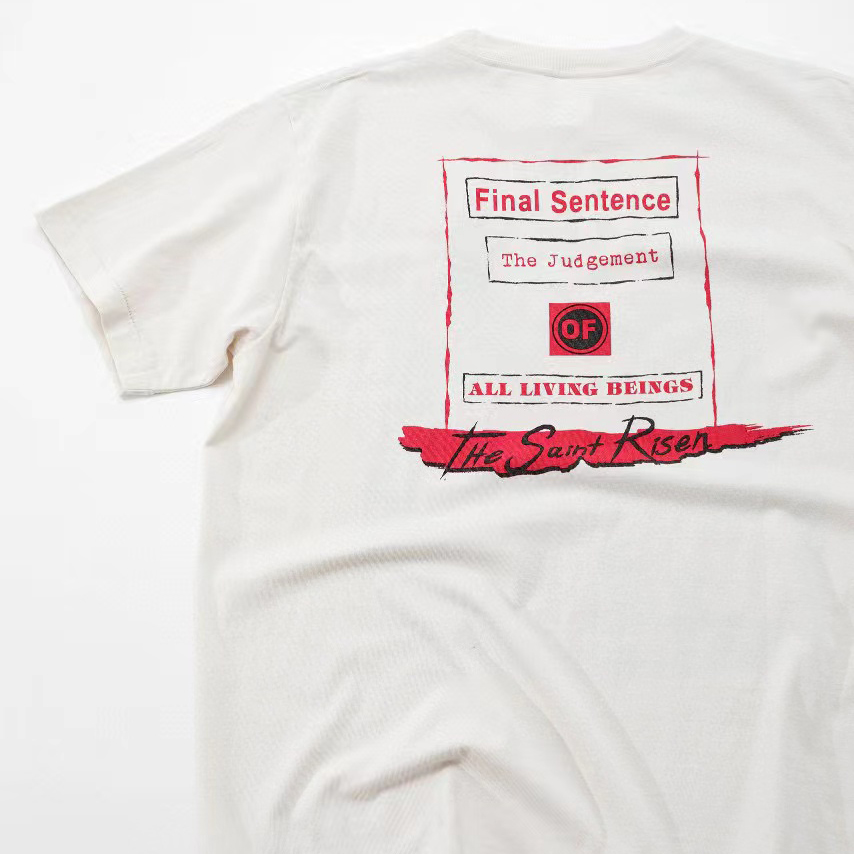 Final Sentence
The Judgement
OF
ALL LIVING BEINGS
The Saint Risen